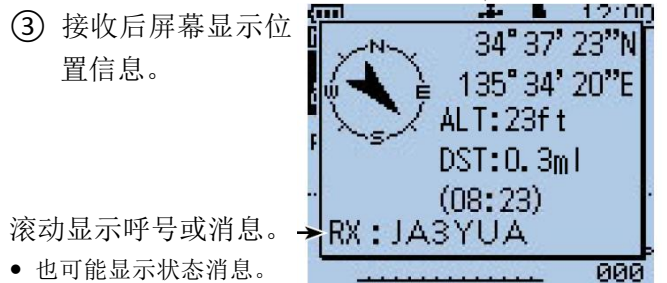 ③ 接收后屏幕显示位
置信息。
滚动显示呼号或消息。
• 也可能显示状态消息。
12:00
N
W
E
S
34°37'23"N
135°34'20"E
ALT:23ft
DST:0.3ml
(08:23)
RX:JA3YUA
000